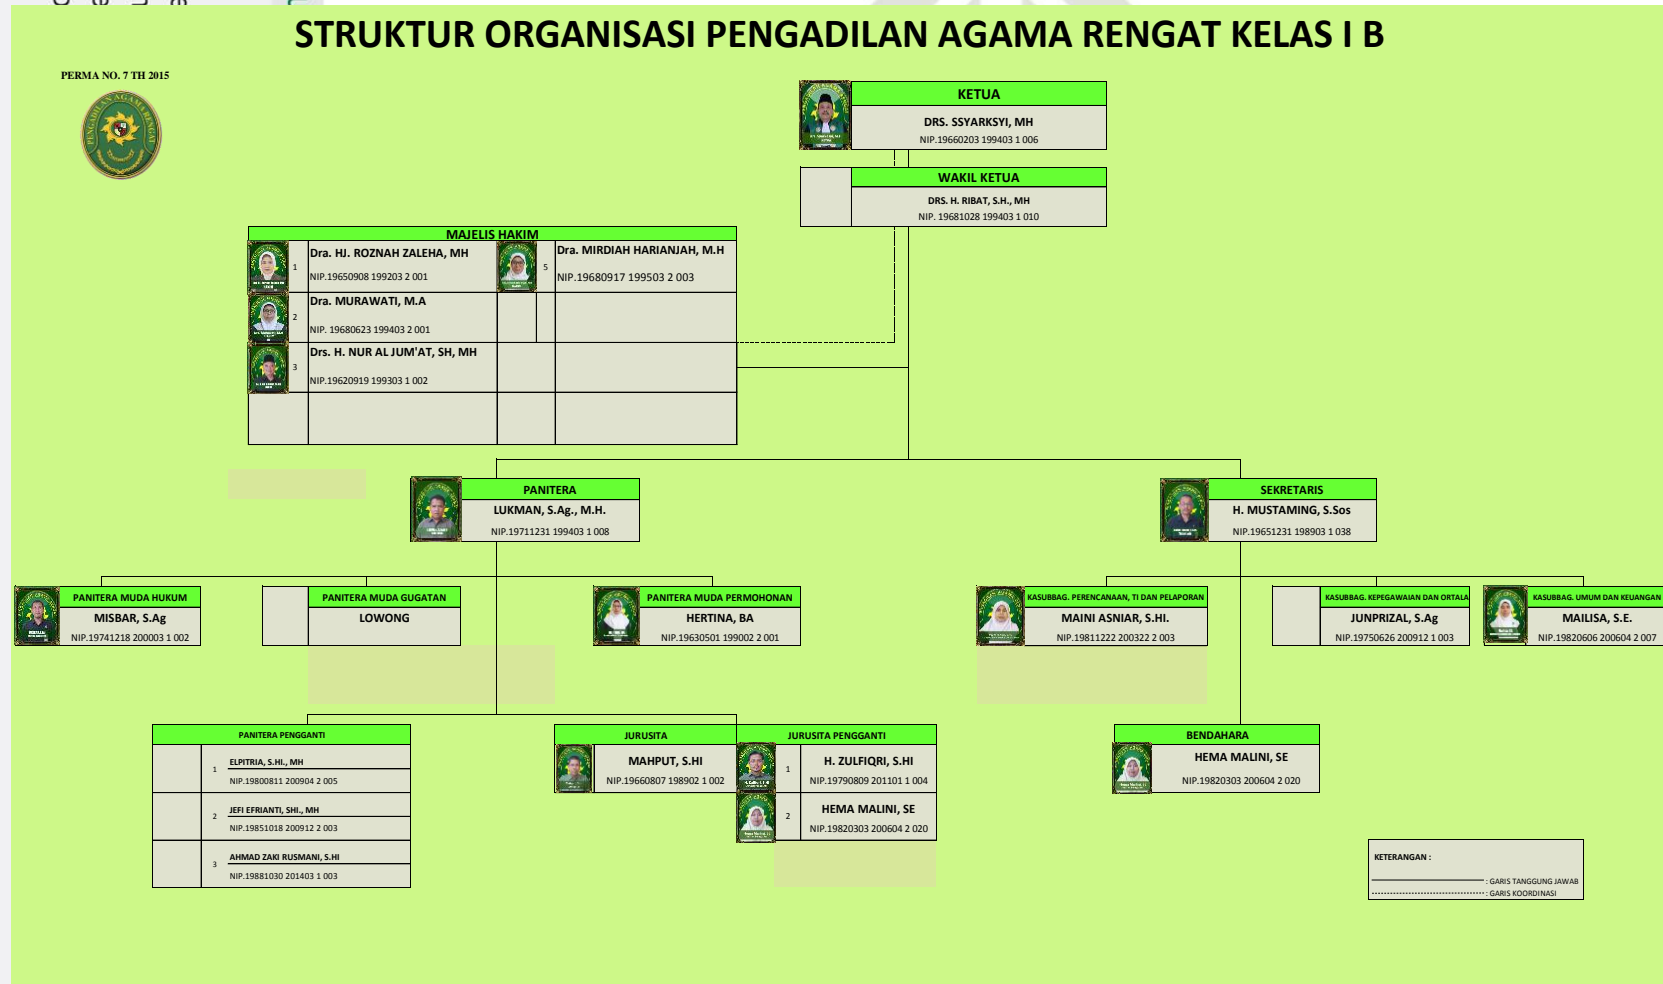 STRUKTUR ORGANISASI PENGADILAN AGAMA RENGAT KELAS I B
PERMA NO. 7 TH 2015
PENGADILAN AGAMA RENGAT
KETUA
DRS. SSYARKSYI, MH
NIP.19660203 199403 1 006
WAKIL KETUA
DRS. H. RIBAT, S.H., MH
NIP. 19681028 199403 1 010
MAJELIS HAKIM
1
Dra. HJ. ROZNAH ZALEHA, MH
NIP.19650908 199203 2 001
5
Dra. MIRDIAH HARIANJAH, M.H
NIP.19680917 199503 2 003
2
Dra. MURAWATI, M.A
NIP. 19680623 199403 2 001
3
Drs. H. NUR AL JUM'AT, SH, MH
NIP.19620919 199303 1 002
PANITERA
LUKMAN, S.Ag., M.H.
NIP.19711231 199403 1 008
SEKRETARIS
H. MUSTAMING, S.Sos
NIP.19651231 198903 1 038
PANITERA MUDA HUKUM
MISBAR, S.Ag
NIP.19741218 200003 1 002
PANITERA MUDA GUGATAN
LOWONG
PANITERA MUDA PERMOHONAN
HERTINA, BA
NIP.19630501 199002 2 001
KASUBBAG. PERENCANAAN, TI DAN PELAPORAN
MAINI ASNIAR, S.HI.
NIP.19811222 200322 2 003
KASUBBAG. KEPEGAWAIAN DAN ORTALA
JUNPRIZAL, S.Ag
NIP.19750626 200912 1 003
KASUBBAG. UMUM DAN KEUANGAN
MAILISA, S.E.
NIP.19820606 200604 2 007
PANITERA PENGGANTI
1
ELPITRIA, S.HI., MH
NIP.19800811 200904 2 005
2
JEFI EFRIANTI, SHI., MH
NIP.19851018 200912 2 003
3
AHMAD ZAKI RUSMANI, S.HI
NIP.19881030 201403 1 003
JURUSITA
MAHPUT, S.HI
NIP.19660807 198902 1 002
JURUSITA PENGGANTI
1
H. ZULFIQRI, S.HI
NIP.19790809 201101 1 004
2
HEMA MALINI, SE
NIP.19820303 200604 2 020
BENDAHARA
HEMA MALINI, SE
NIP.19820303 200604 2 020
KETERANGAN :
: GARIS TANGGUNG JAWAB
: GARIS KOORDINASI